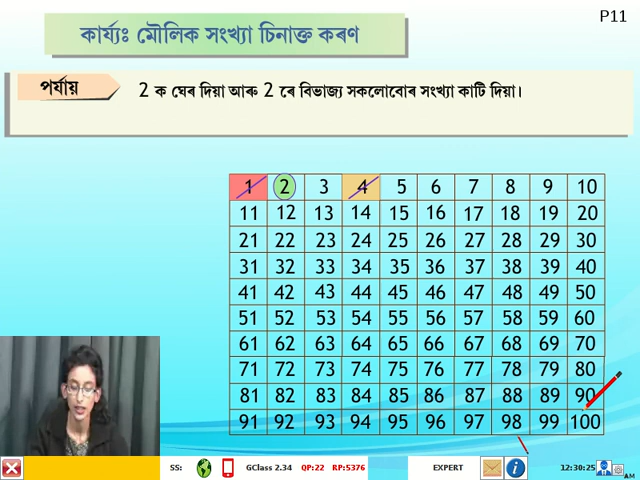 P11
কাৰ্য্যঃ মৌলিক সংখ্যা চিনাক্ত কৰণ
পৰ্যায়
2 ক ঘেৰ দিয়া আৰু 2 ৰে বিভাজ্য সকলোবোৰ সংখ্যা কাটি দিয়া।
1 2 3 4 5 6 7 8 9 10
11 12 13 14 15 16 17 18 19 20
21 22 23 24 25 26 27 28 29 30
31 32 33 34 35 36 37 38 39 40
41 42 43 44 45 46 47 48 49 50
51 52 53 54 55 56 57 58 59 60
61 62 63 64 65 66 67 68 69 70
71 72 73 74 75 76 77 78 79 80
81 82 83 84 85 86 87 88 89 90
91 92 93 94 95 96 97 98 99 100
SS: GClass 2.34 QP:22 RP:5376 EXPERT 12:30:25 AM